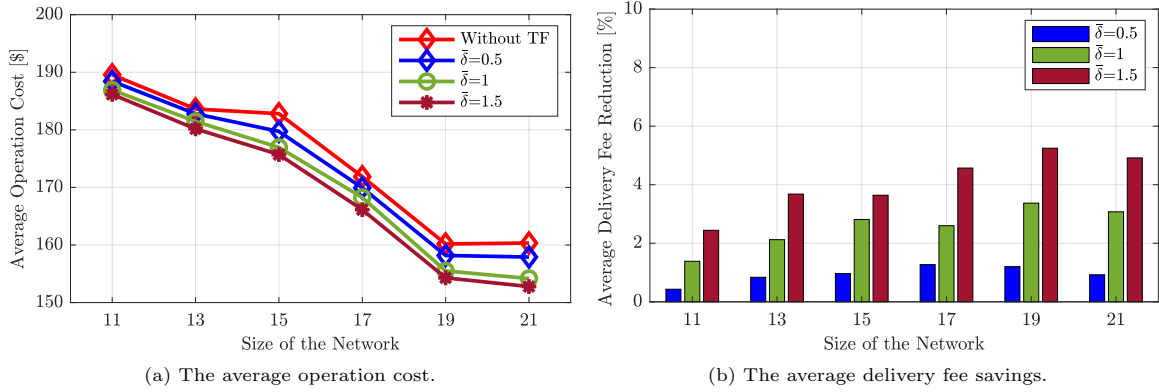 Average Operation Cost [$]
200
190
180
170
160
150
Without TF
δ̄=0.5
δ̄=1
δ̄=1.5
11 13 15 17 19 21
Size of the Network
(a) The average operation cost.
Average Delivery Fee Reduction [%]
10
8
6
4
2
0
δ̄=0.5
δ̄=1
δ̄=1.5
11 13 15 17 19 21
Size of the Network
(b) The average delivery fee savings.